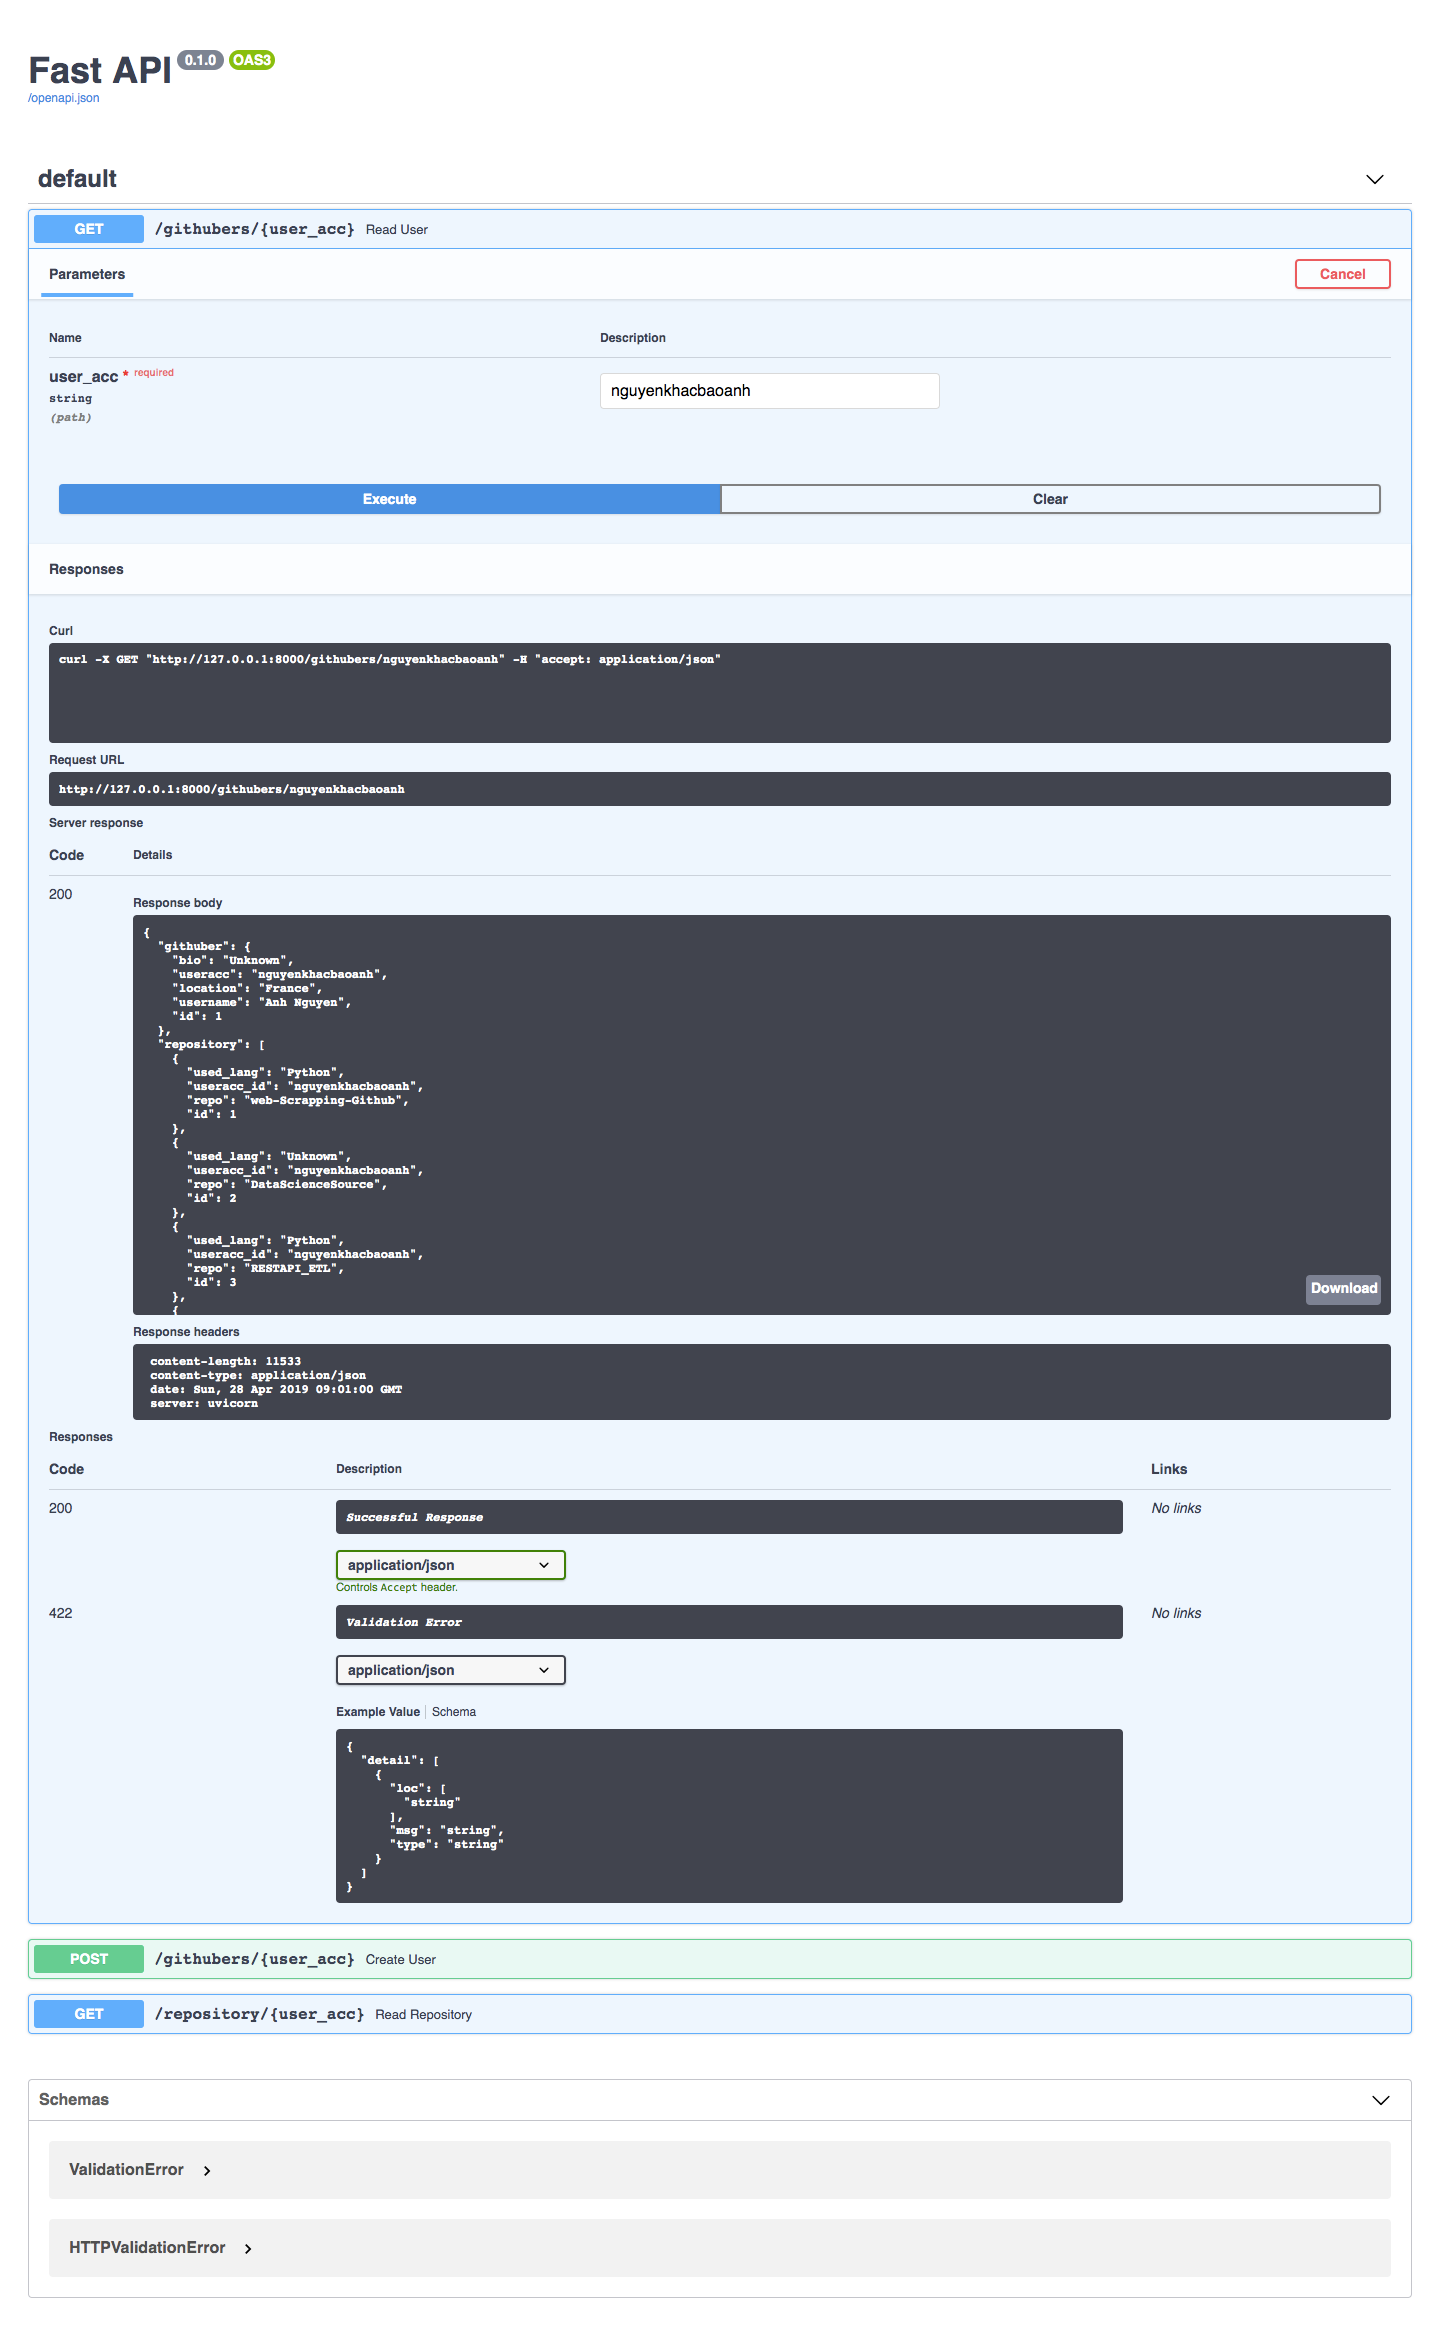 Fast API 0.1.0 OAS3
/openapi.json
default
GET /githubers/{user_acc} Read User
Parameters Cancel
Name Description
user_acc * required
string
(path)
nguyenkhacbaoanh
Execute Clear
Responses
Curl
curl -X GET "http://127.0.0.1:8000/githubers/nguyenkhacbaoanh" -H "accept: application/json"
Request URL
http://127.0.0.1:8000/githubers/nguyenkhacbaoanh
Server response
Code Details
200
Response body
{
  "githuber": {
    "bio": "Unknown",
    "useracc": "nguyenkhacbaoanh",
    "location": "France",
    "username": "Anh Nguyen",
    "id": 1
  },
  "repository": [
    {
      "used_lang": "Python",
      "useracc_id": "nguyenkhacbaoanh",
      "repo": "web-Scrapping-Github",
      "id": 1
    },
    {
      "used_lang": "Unknown",
      "useracc_id": "nguyenkhacbaoanh",
      "repo": "DataScienceSource",
      "id": 2
    },
    {
      "used_lang": "Python",
      "useracc_id": "nguyenkhacbaoanh",
      "repo": "RESTAPI_ETL",
      "id": 3
    },
    {
Download
Response headers
content-length: 11533
content-type: application/json
date: Sun, 28 Apr 2019 09:01:00 GMT
server: uvicorn
Responses
Code Description Links
200 Successful Response No links
application/json
Controls Accept header.
422 Validation Error No links
application/json
Example Value Schema
{
  "detail": [
    {
      "loc": [
        "string"
      ],
      "msg": "string",
      "type": "string"
    }
  ]
}
POST /githubers/{user_acc} Create User
GET /repository/{user_acc} Read Repository
Schemas
ValidationError
HTTPValidationError